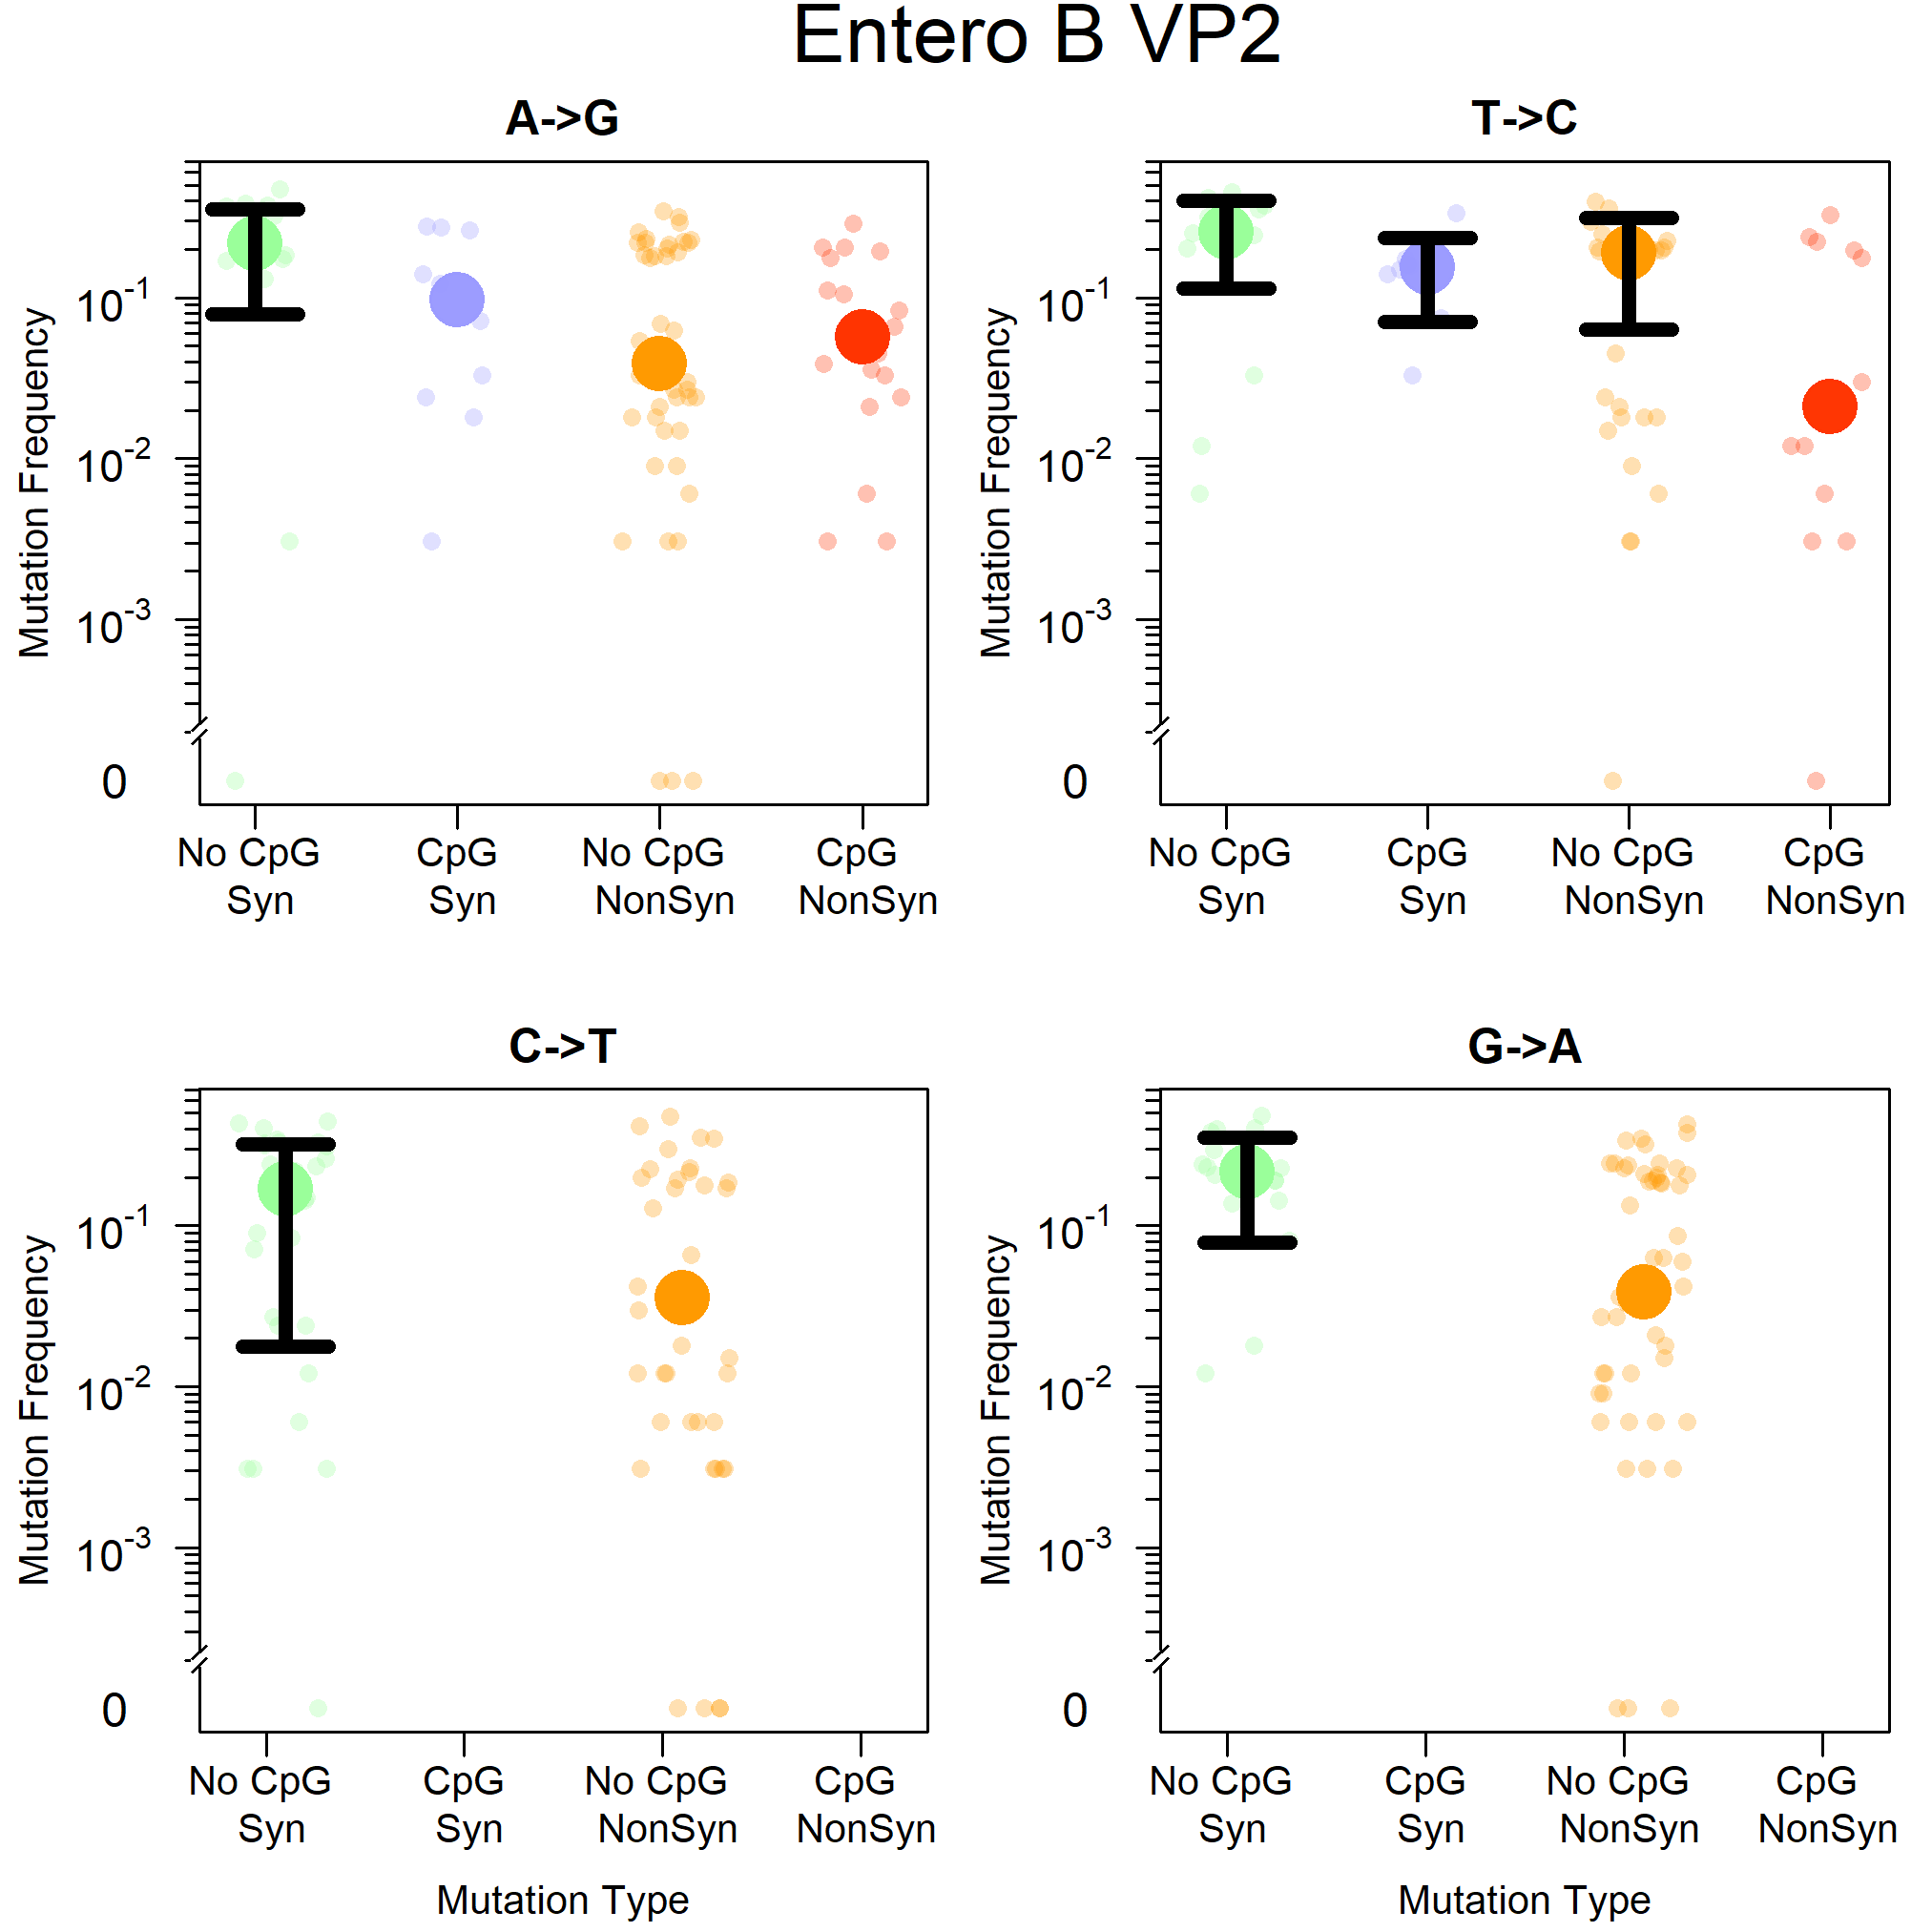 Entero B VP2
A->G
T->C
Mutation Frequency
10-1
10-2
10-3
0
No CpG CpG No CpG CpG
Syn Syn NonSyn NonSyn
Mutation Frequency
10-1
10-2
10-3
0
No CpG CpG No CpG CpG
Syn Syn NonSyn NonSyn
C->T
G->A
Mutation Frequency
10-1
10-2
10-3
0
No CpG CpG No CpG CpG
Syn Syn NonSyn NonSyn
Mutation Type
Mutation Frequency
10-1
10-2
10-3
0
No CpG CpG No CpG CpG
Syn Syn NonSyn NonSyn
Mutation Type